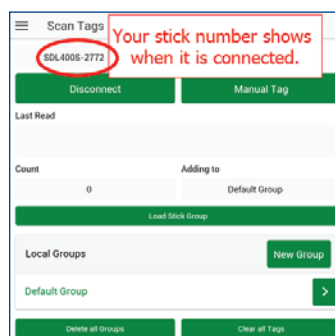 Scan Tags
Your stick number shows
when it is connected.
SDL400S-2772
Disconnect
Manual Tag
Last Read
Count
Adding to
0
Default Group
Load Stick Group
Local Groups
New Group
Default Group
Delete all Groups
Clear all Tags